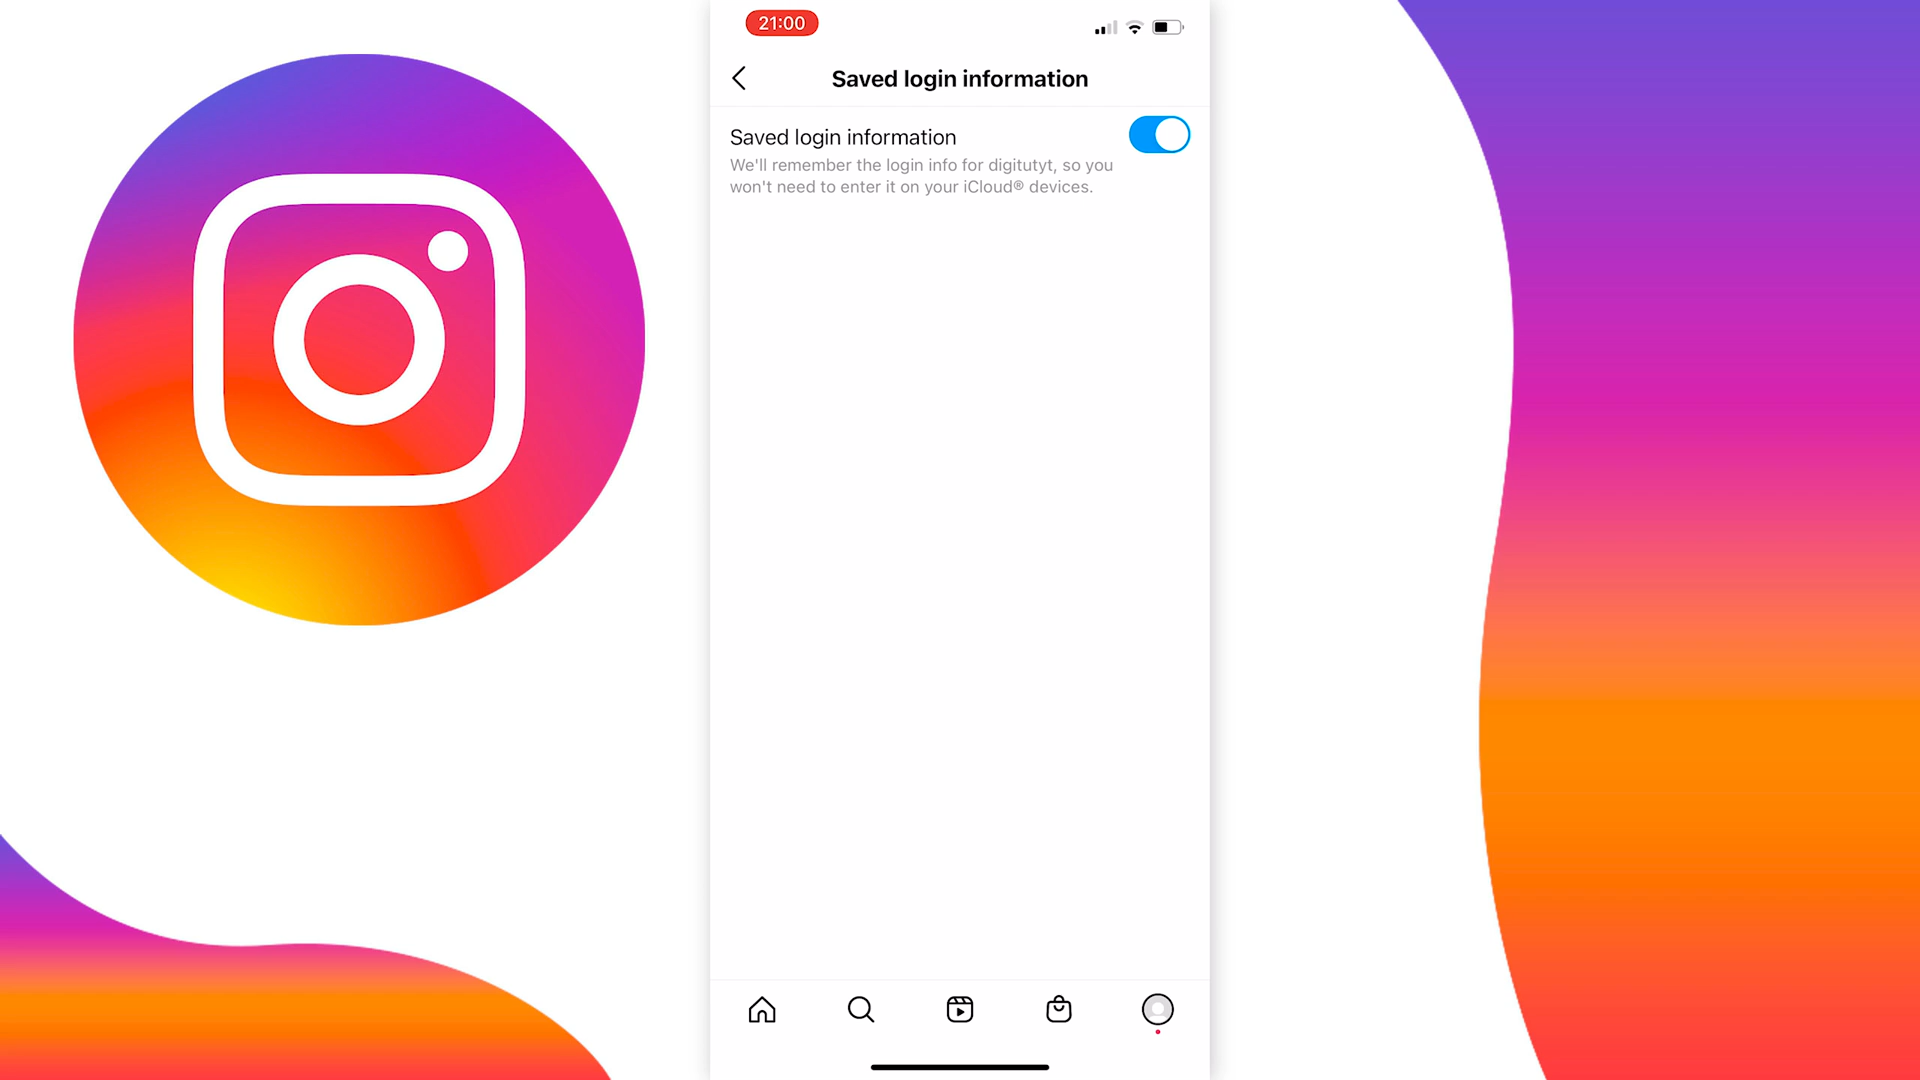 21:00
Saved login information
Saved login information
We'll remember the login info for digitutyt, so you
won't need to enter it on your iCloud® devices.